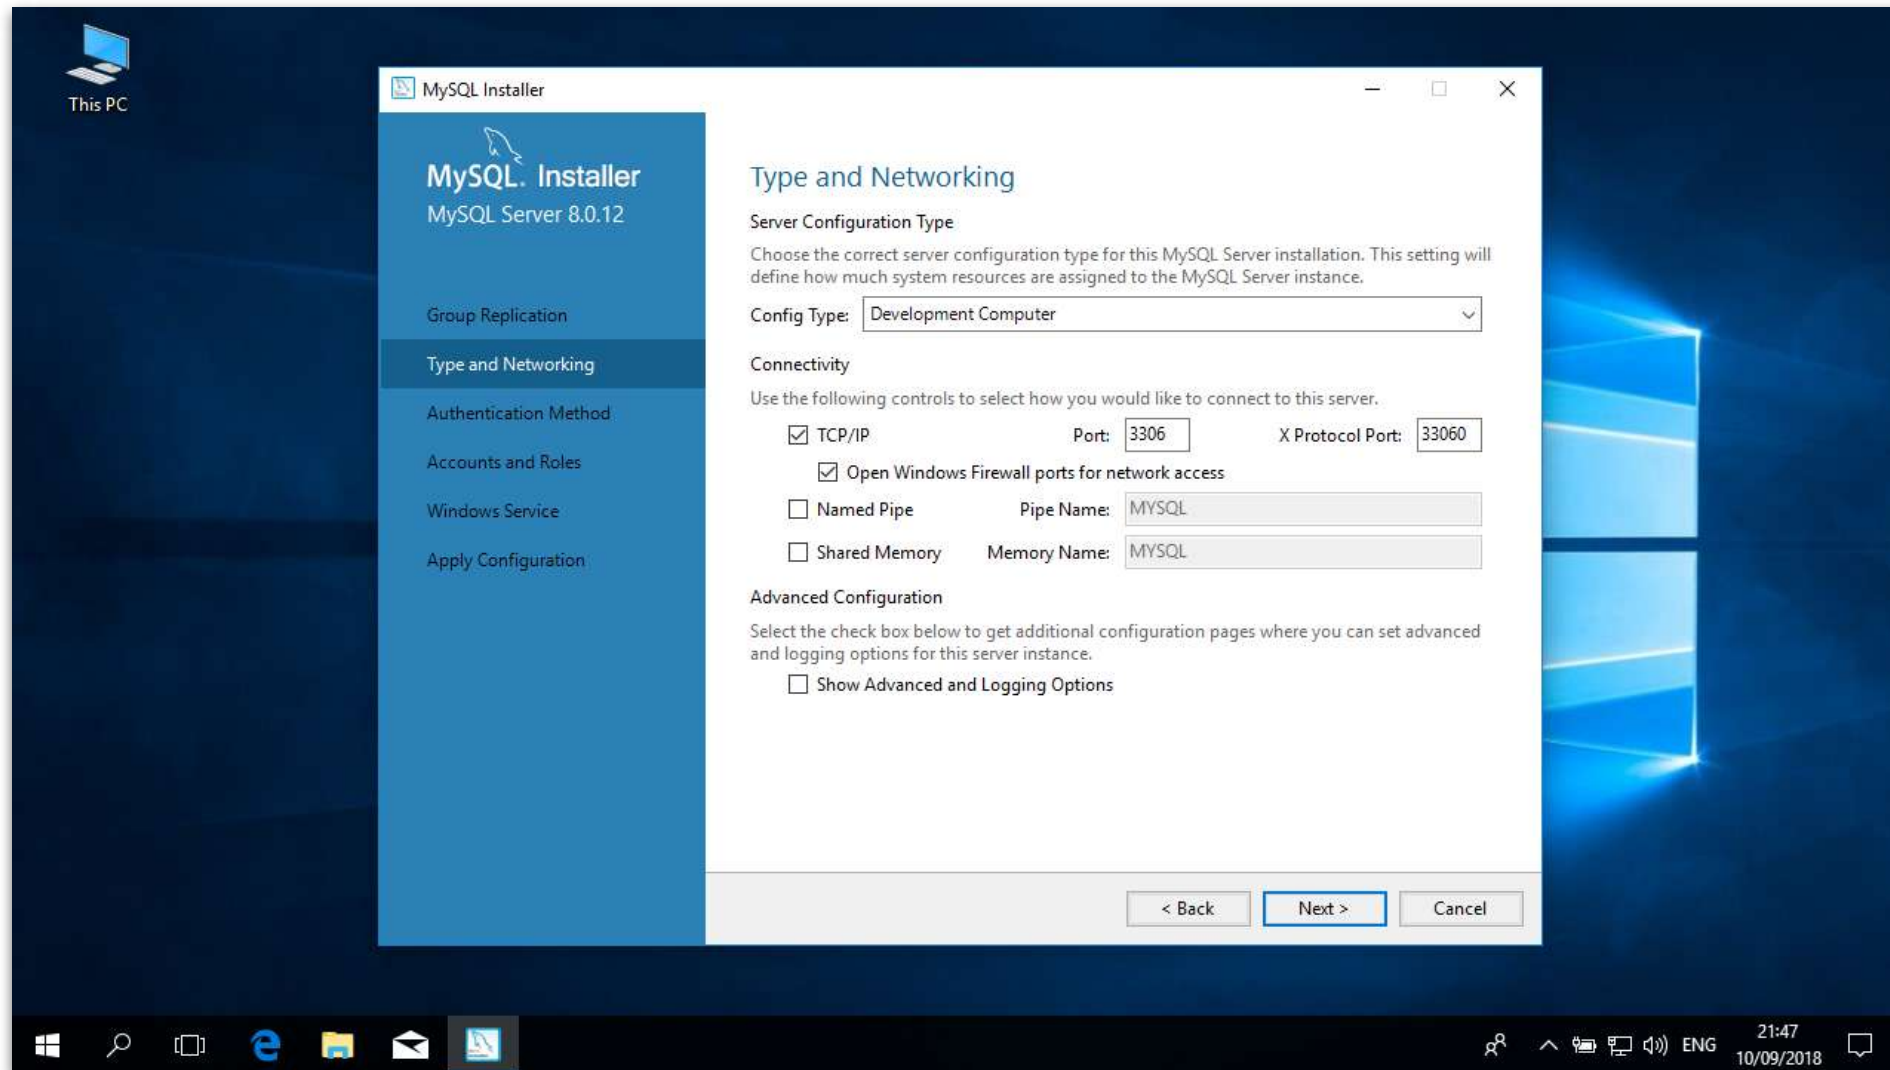 This PC
MySQL Installer
MySQL. Installer
MySQL Server 8.0.12
Group Replication
Type and Networking
Authentication Method
Accounts and Roles
Windows Service
Apply Configuration
Type and Networking
Server Configuration Type
Choose the correct server configuration type for this MySQL Server installation. This setting will
define how much system resources are assigned to the MySQL Server instance.
Config Type: Development Computer
Connectivity
Use the following controls to select how you would like to connect to this server.
TCP/IP Port: 3306 X Protocol Port: 33060
Open Windows Firewall ports for network access
Named Pipe Pipe Name: MYSQL
Shared Memory Memory Name: MYSQL
Advanced Configuration
Select the check box below to get additional configuration pages where you can set advanced
and logging options for this server instance.
Show Advanced and Logging Options
< Back Next > Cancel
ENG
21:47
10/09/2018